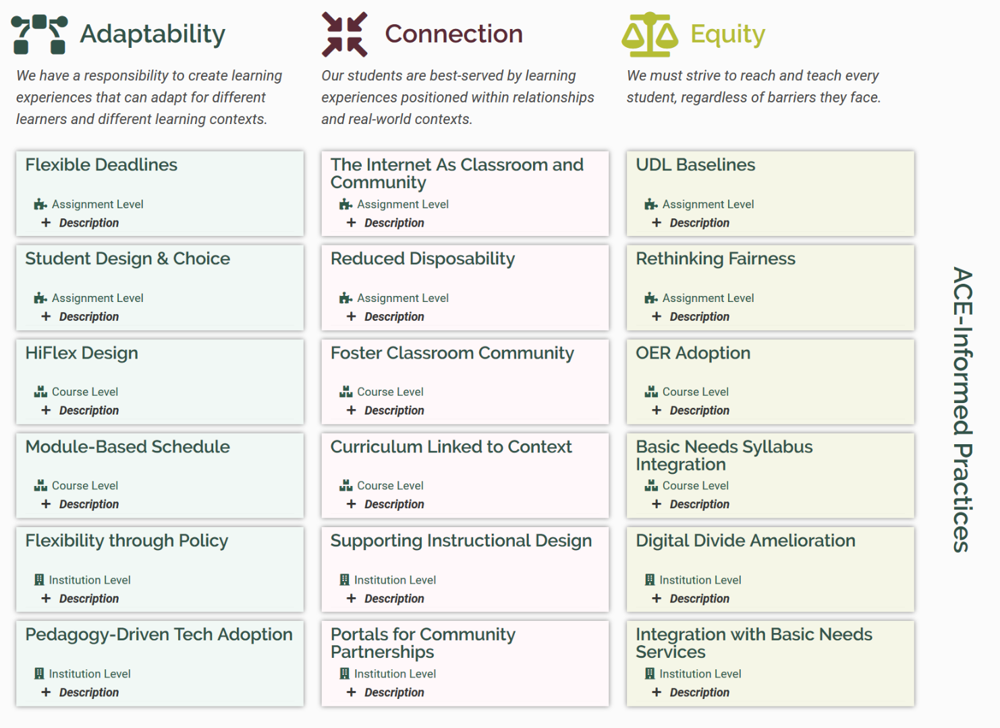 Adaptability
We have a responsibility to create learning
experiences that can adapt for different
learners and different learning contexts.
Flexible Deadlines
Assignment Level
+ Description
Student Design & Choice
Assignment Level
+ Description
HiFlex Design
Course Level
+ Description
Module-Based Schedule
Course Level
+ Description
Flexibility through Policy
Institution Level
+ Description
Pedagogy-Driven Tech Adoption
Institution Level
+ Description
Connection
Our students are best-served by learning
experiences positioned within relationships
and real-world contexts.
The Internet As Classroom and
Community
Assignment Level
+ Description
Reduced Disposability
Assignment Level
+ Description
Foster Classroom Community
Course Level
+ Description
Curriculum Linked to Context
Course Level
+ Description
Supporting Instructional Design
Institution Level
+ Description
Portals for Community
Partnerships
Institution Level
+ Description
Equity
We must strive to reach and teach every
student, regardless of barriers they face.
UDL Baselines
Assignment Level
+ Description
Rethinking Fairness
Assignment Level
+ Description
OER Adoption
Course Level
+ Description
Basic Needs Syllabus
Integration
Course Level
+ Description
Digital Divide Amelioration
Institution Level
+ Description
Integration with Basic Needs
Services
Institution Level
+ Description
ACE-Informed Practices